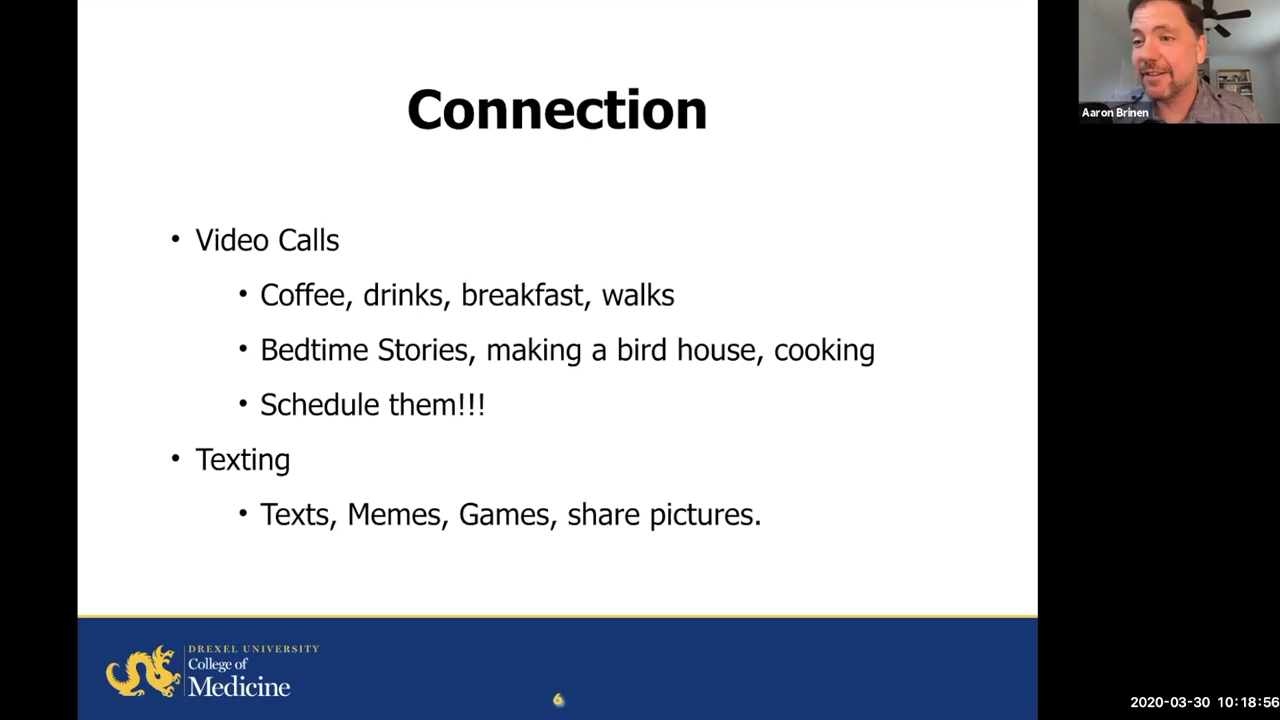 Connection
• Video Calls
• Coffee, drinks, breakfast, walks
• Bedtime Stories, making a bird house, cooking
• Schedule them!!!
• Texting
• Texts, Memes, Games, share pictures.
DREXEL UNIVERSITY
College of
Medicine
6
Aaron Brinen
2020-03-30 10:18:56